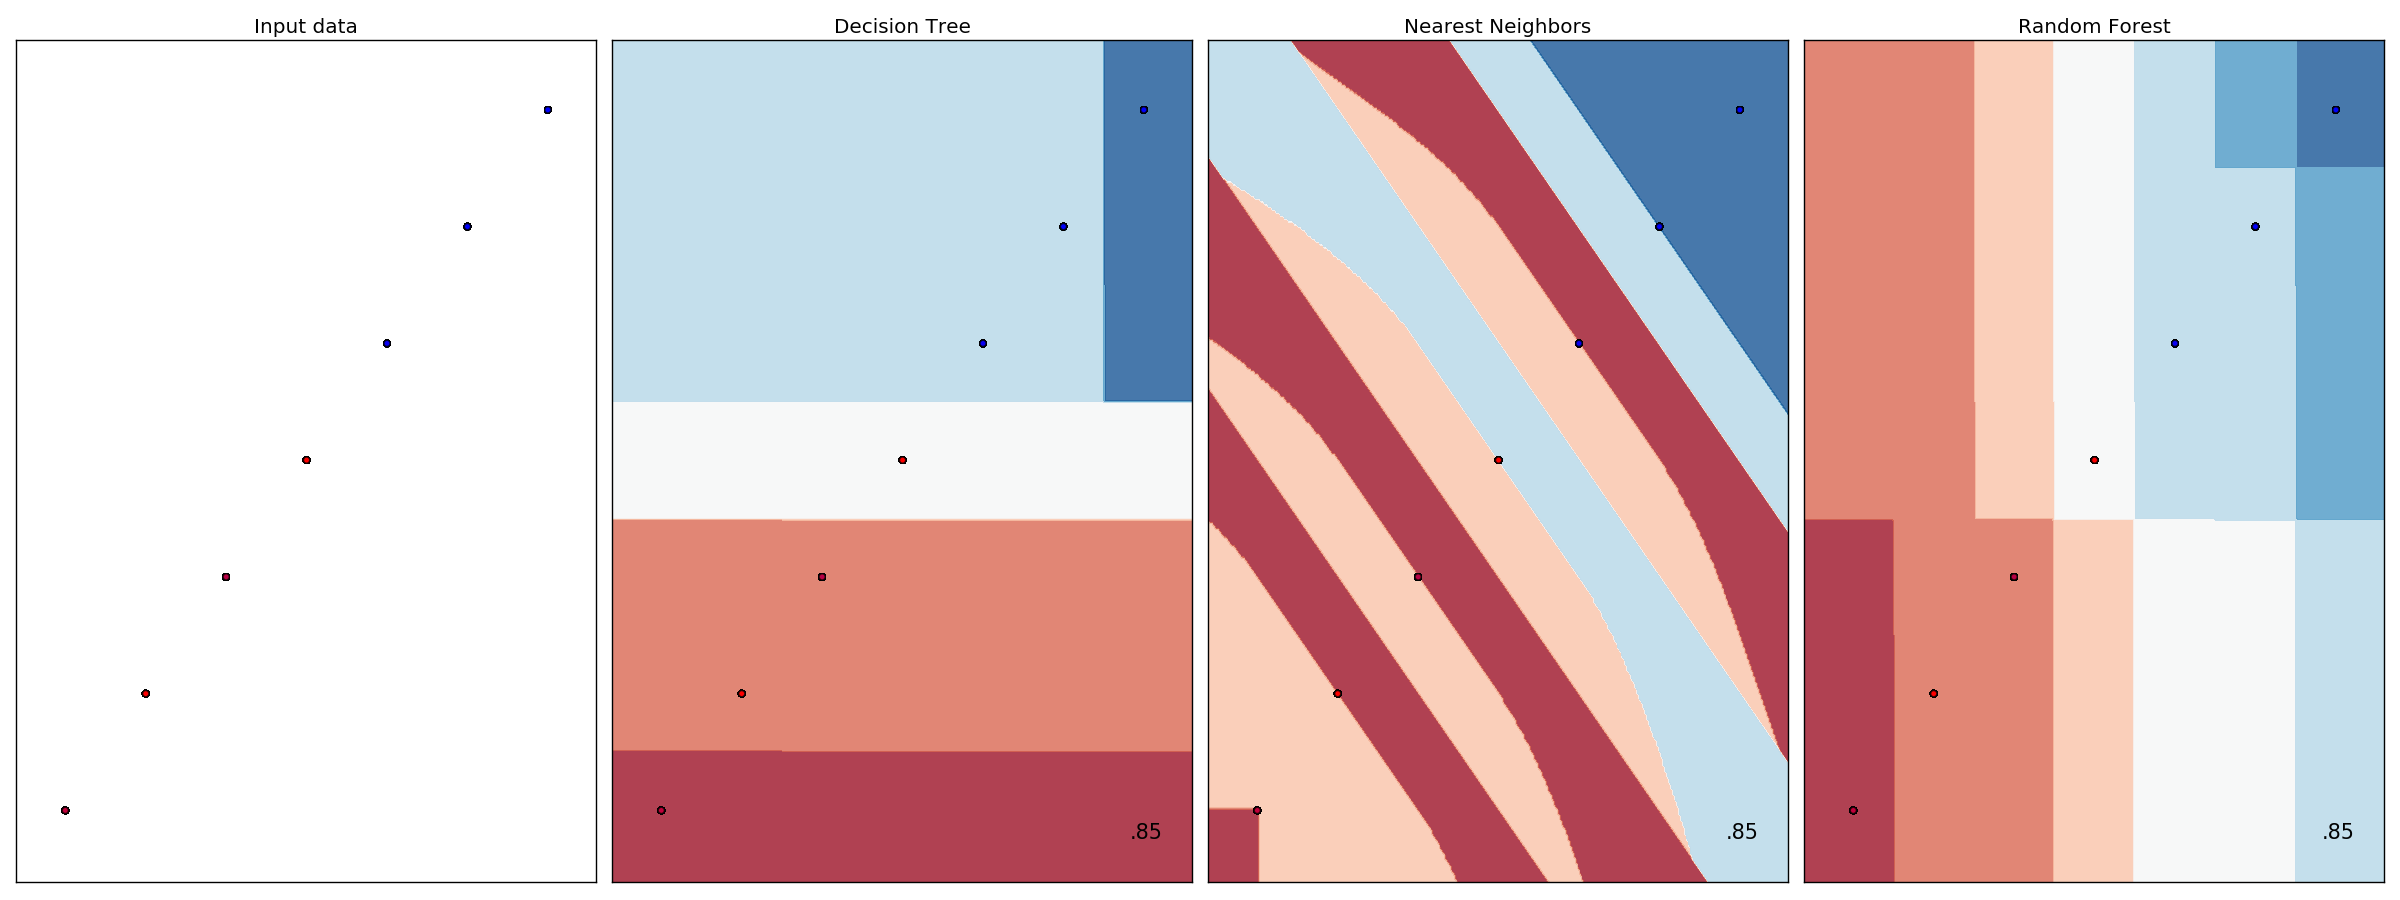 Input data
Decision Tree
Nearest Neighbors
Random Forest
.85
.85
.85